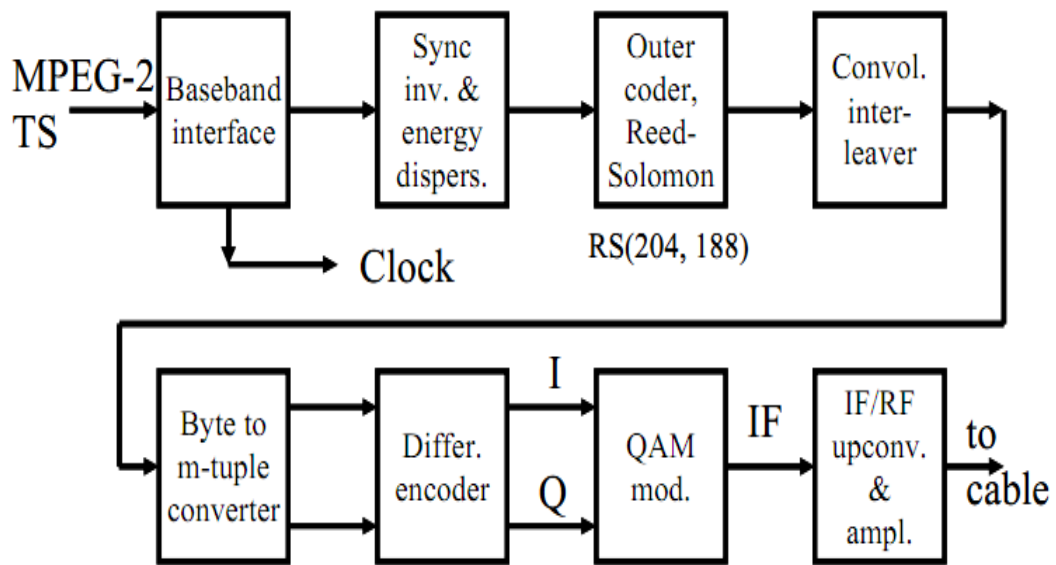 MPEG-2
TS
Baseband
interface
Sync
inv. &
energy
dispers.
Outer
coder,
Reed-
Solomon
Convol.
inter-
leaver
RS(204, 188)
Clock
Byte to
m-tuple
converter
Differ.
encoder
I
Q
QAM
mod.
IF
IF/RF
upconv.
&
ampl.
to
cable